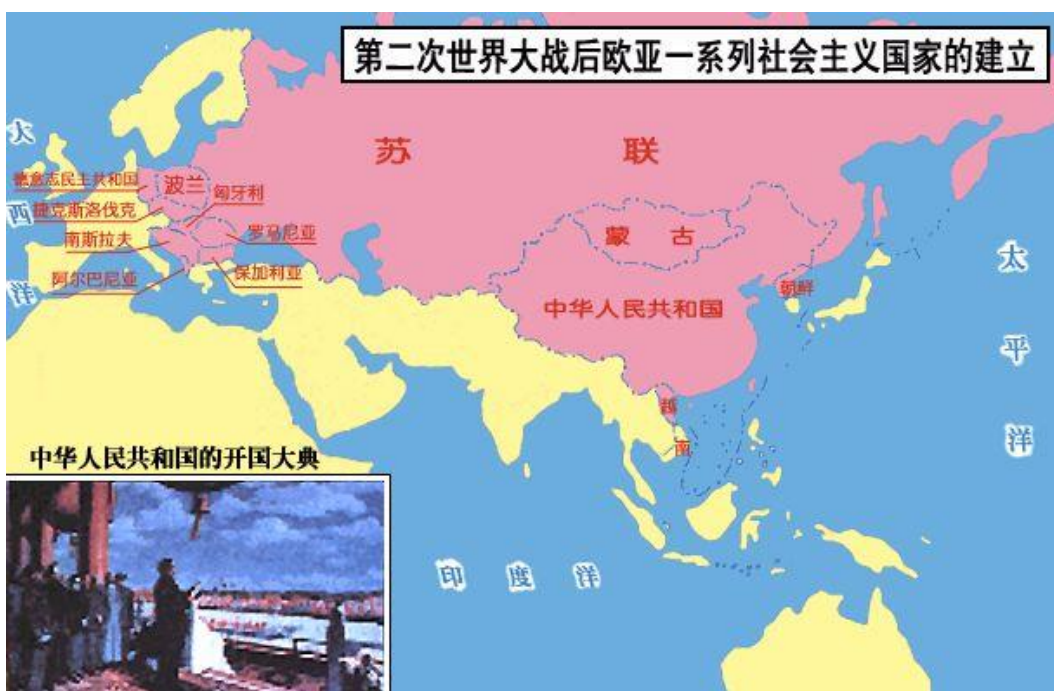 第二次世界大战后欧亚一系列社会主义国家的建立
苏 联
大西洋
德意志民主共和国
波兰
匈牙利
捷克斯洛伐克
南斯拉夫
罗马尼亚
阿尔巴尼亚
保加利亚
蒙 古
中华人民共和国
朝鲜
太平洋
越南
中华人民共和国的开国大典
印度洋